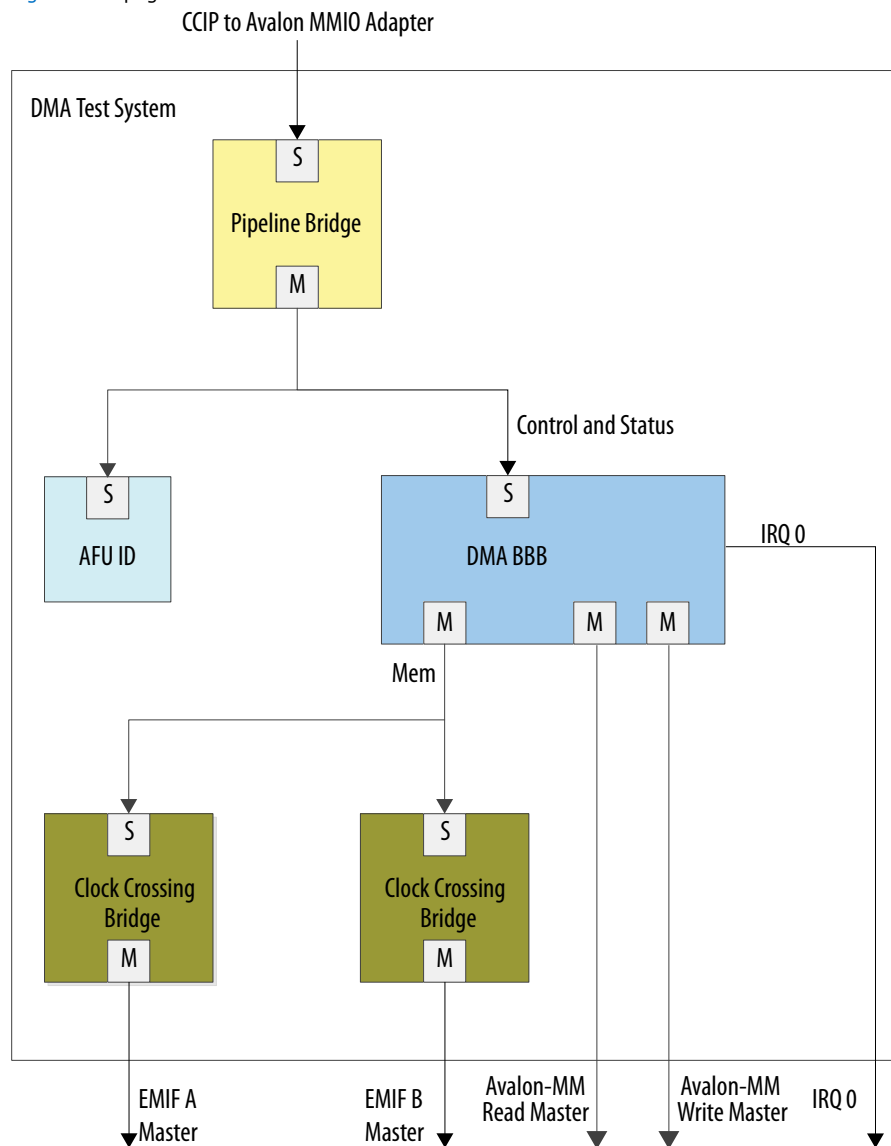 CCIP to Avalon MMIO Adapter
DMA Test System
S
Pipeline Bridge
M
Control and Status
S
AFU ID
S
DMA BBB
IRQ 0
M
M
M
Mem
S
Clock Crossing
Bridge
M
S
Clock Crossing
Bridge
M
EMIF A
Master
EMIF B
Master
Avalon-MM
Read Master
Avalon-MM
Write Master
IRQ 0